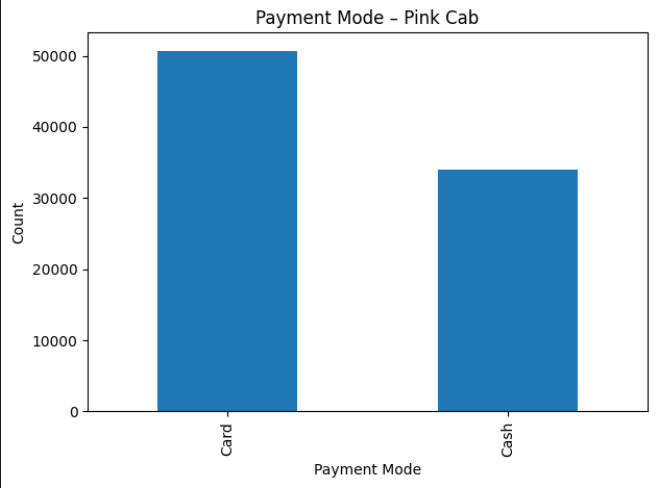 Payment Mode – Pink Cab
50000
40000
30000
20000
10000
0
Count
Card
Cash
Payment Mode